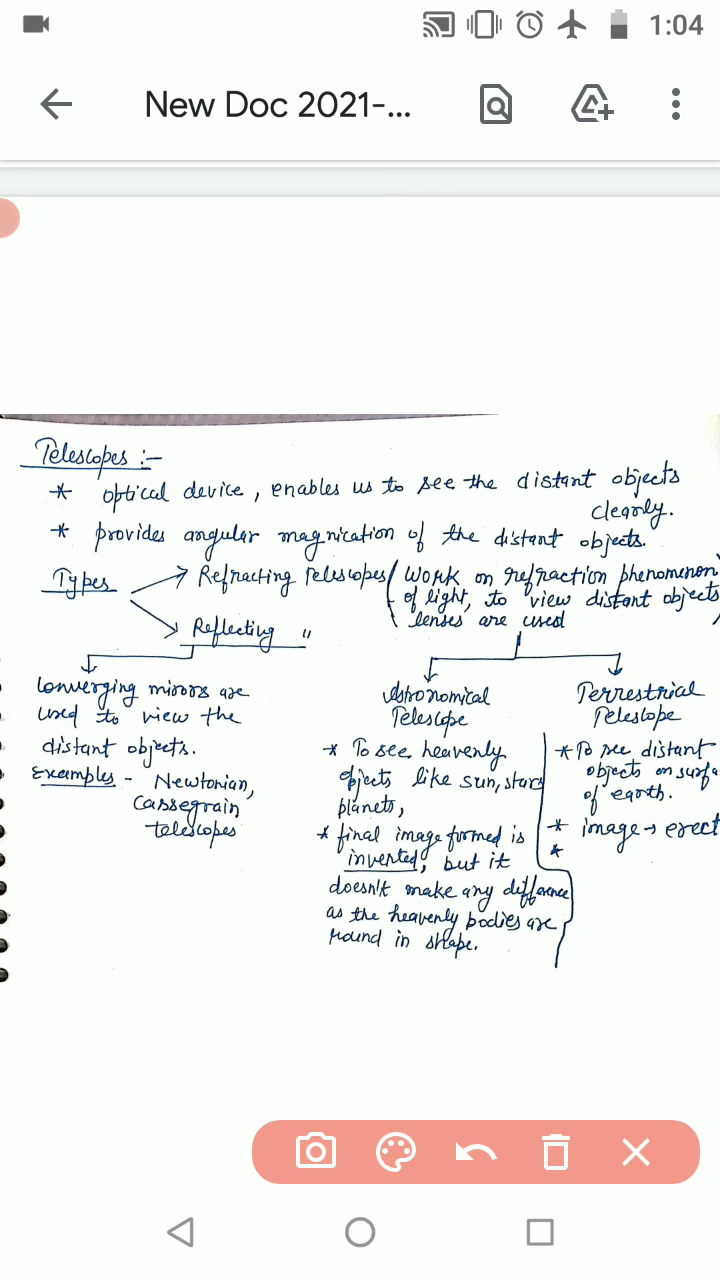 1:04
New Doc 2021-...
Telescopes :-
* optical device, enables us to see the distant objects
clearly.
* provides angular magnication of the distant objects.
Types
Refracting Telescopes
(Work on refraction phenomenon
of light, to view distant objects
lenses are used)
Reflecting "
Converging mirrors are
used to view the
distant objects.
Examples - Newtonian,
Cassegrain
telescopes
Astronomical
Telescope
* To see heavenly
objects like sun, stars
planets,
* final image formed is
inverted, but it
doesn't make any difference
as the heavenly bodies are
round in shape.
Terrestrial
Telescope
* To see distant
objects on surfa
of earth.
* image → erect
*